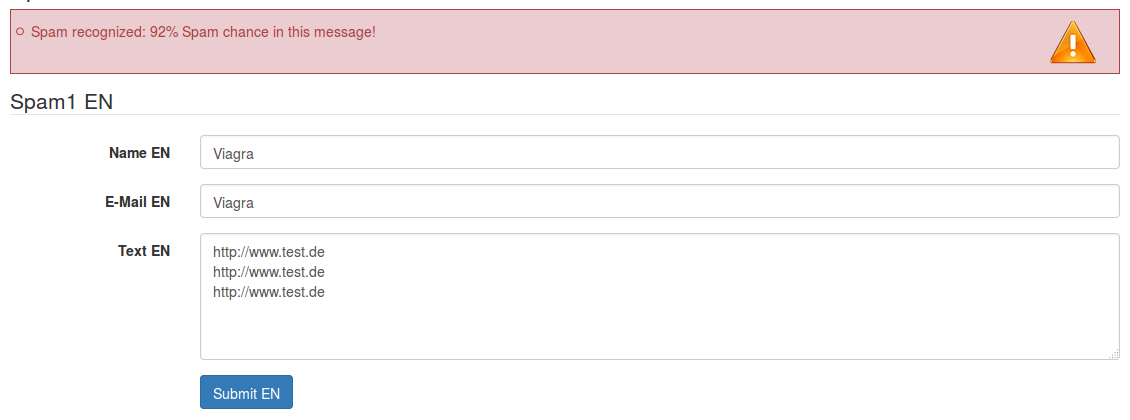 Spam recognized: 92% Spam chance in this message!
Spam1 EN
Name EN
Viagra
E-Mail EN
Viagra
Text EN
http://www.test.de
http://www.test.de
http://www.test.de
Submit EN